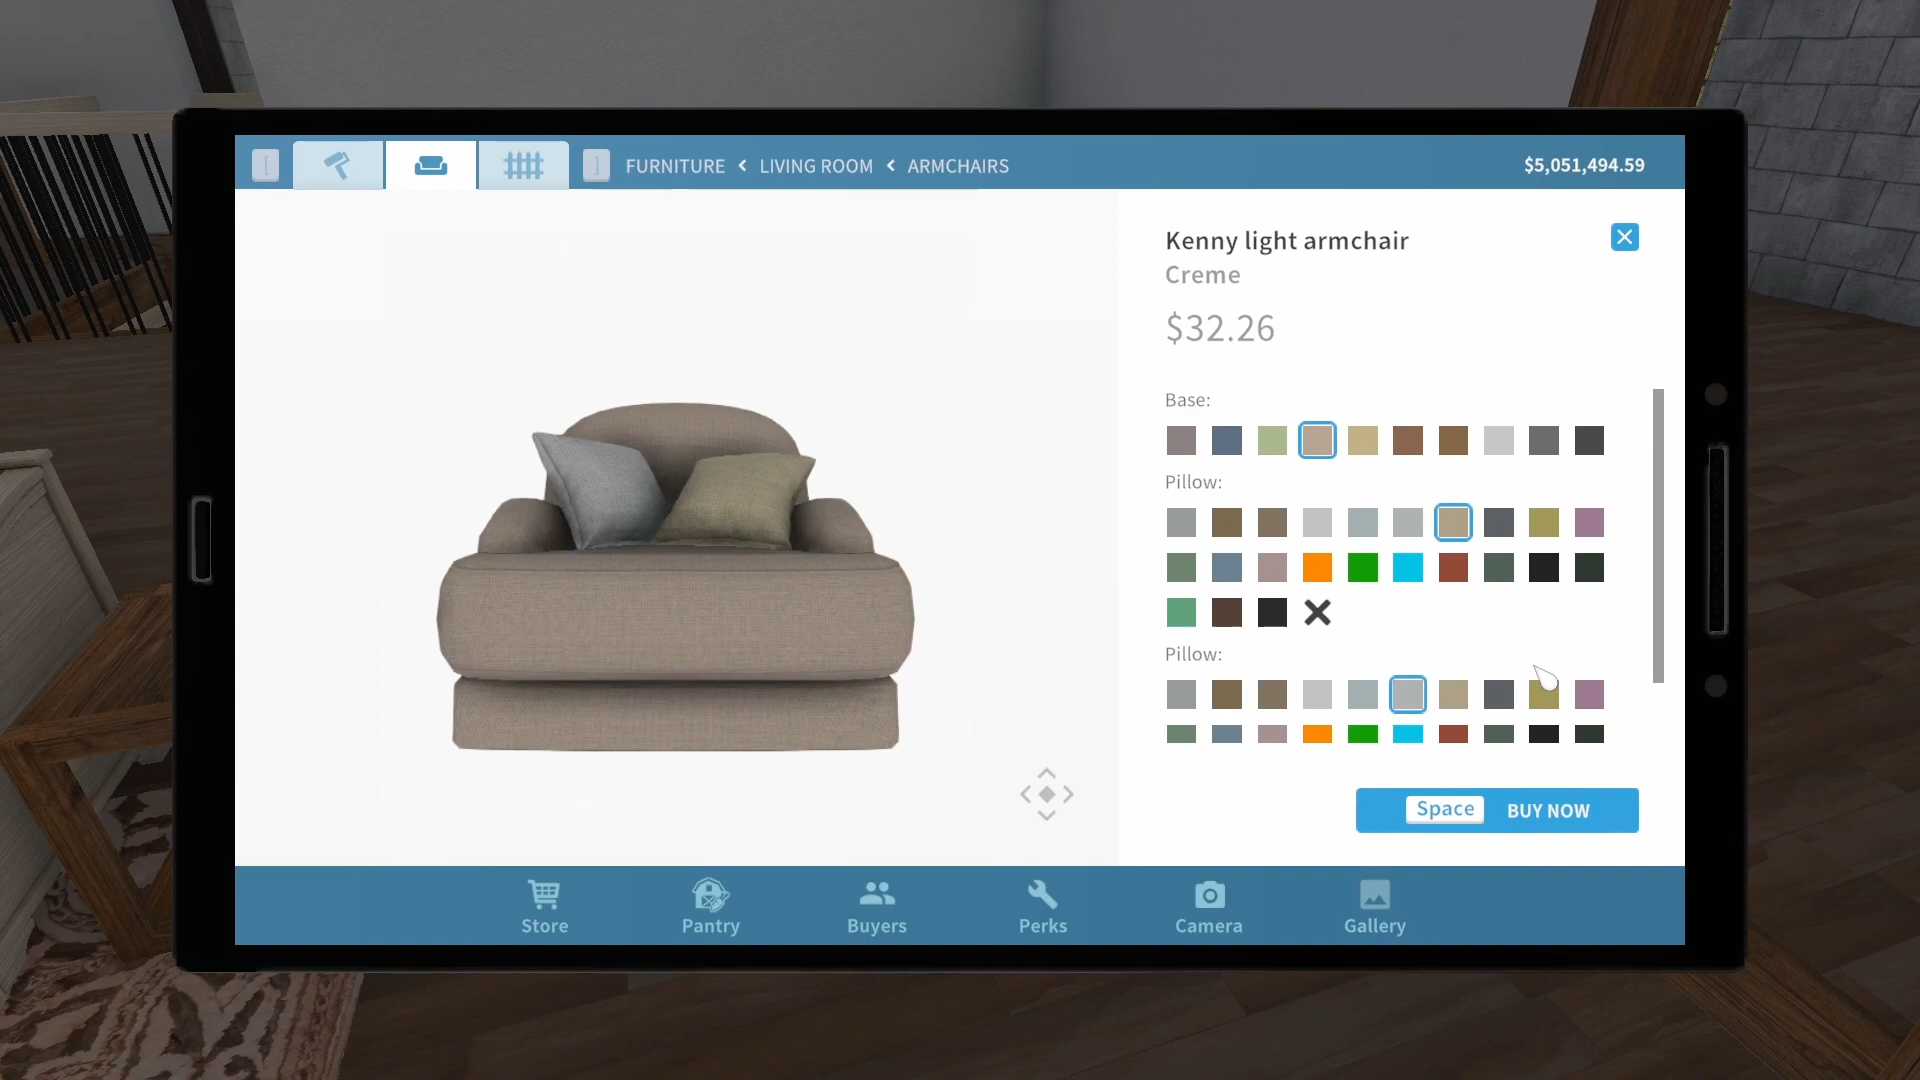 [ ] FURNITURE < LIVING ROOM < ARMCHAIRS $5,051,494.59
Kenny light armchair
Creme
$32.26
Base:
Pillow:
Pillow:
Space BUY NOW
Store Pantry Buyers Perks Camera Gallery